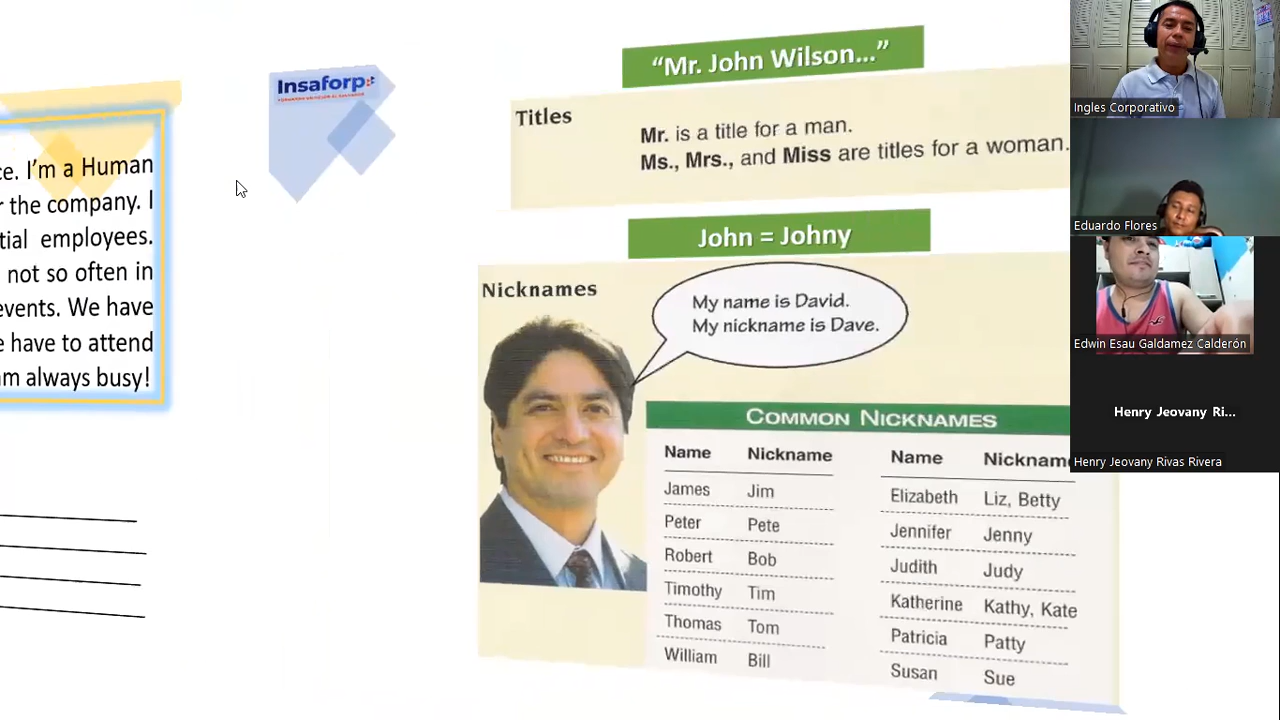 ce. I'm a Human
r the company. I
tial employees.
not so often in
events. We have
e have to attend
am always busy!
Insaforp
"Mr. John Wilson..."
Titles
Mr. is a title for a man.
Ms., Mrs., and Miss are titles for a woman.
John = Johny
Nicknames
My name is David.
My nickname is Dave.
COMMON NICKNAMES
Name Nickname Name Nicknam
James Jim Elizabeth Liz, Betty
Peter Pete Jennifer Jenny
Robert Bob Judith Judy
Timothy Tim Katherine Kathy, Kate
Thomas Tom Patricia Patty
William Bill Susan Sue
Ingles Corporativo
Eduardo Flores
Edwin Esau Galdamez Calderón
Henry Jeovany Ri...
Henry Jeovany Rivas Rivera